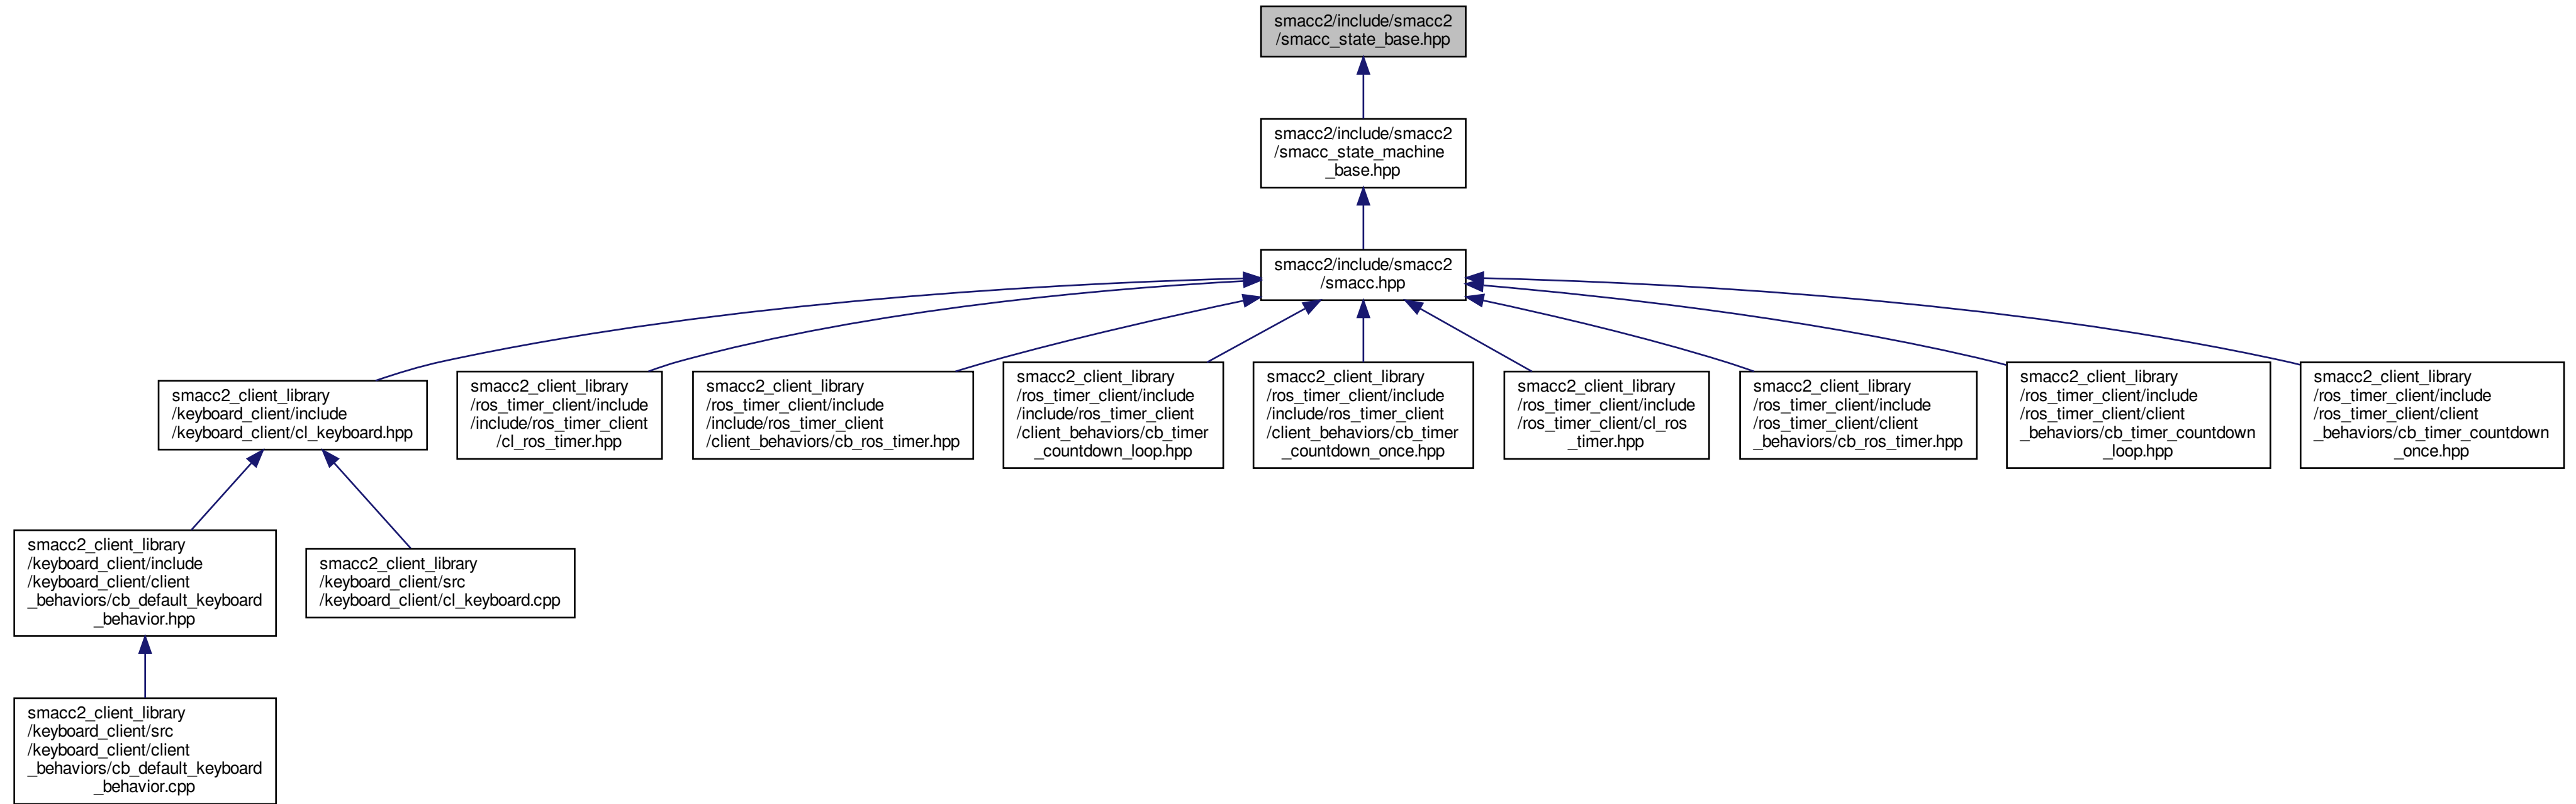 smacc2/include/smacc2
/smacc_state_base.hpp
smacc2/include/smacc2
/smacc_state_machine
_base.hpp
smacc2/include/smacc2
/smacc.hpp
smacc2_client_library
/keyboard_client/include
/keyboard_client/cl_keyboard.hpp
smacc2_client_library
/ros_timer_client/include
/include/ros_timer_client
/cl_ros_timer.hpp
smacc2_client_library
/ros_timer_client/include
/include/ros_timer_client
/client_behaviors/cb_ros_timer.hpp
smacc2_client_library
/ros_timer_client/include
/include/ros_timer_client
/client_behaviors/cb_timer
_countdown_loop.hpp
smacc2_client_library
/ros_timer_client/include
/include/ros_timer_client
/client_behaviors/cb_timer
_countdown_once.hpp
smacc2_client_library
/ros_timer_client/include
/ros_timer_client/cl_ros
_timer.hpp
smacc2_client_library
/ros_timer_client/include
/ros_timer_client/client
_behaviors/cb_ros_timer.hpp
smacc2_client_library
/ros_timer_client/include
/ros_timer_client/client
_behaviors/cb_timer_countdown
_loop.hpp
smacc2_client_library
/ros_timer_client/include
/ros_timer_client/client
_behaviors/cb_timer_countdown
_once.hpp
smacc2_client_library
/keyboard_client/include
/keyboard_client/client
_behaviors/cb_default_keyboard
_behavior.hpp
smacc2_client_library
/keyboard_client/src
/keyboard_client/cl_keyboard.cpp
smacc2_client_library
/keyboard_client/src
/keyboard_client/client
_behaviors/cb_default_keyboard
_behavior.cpp